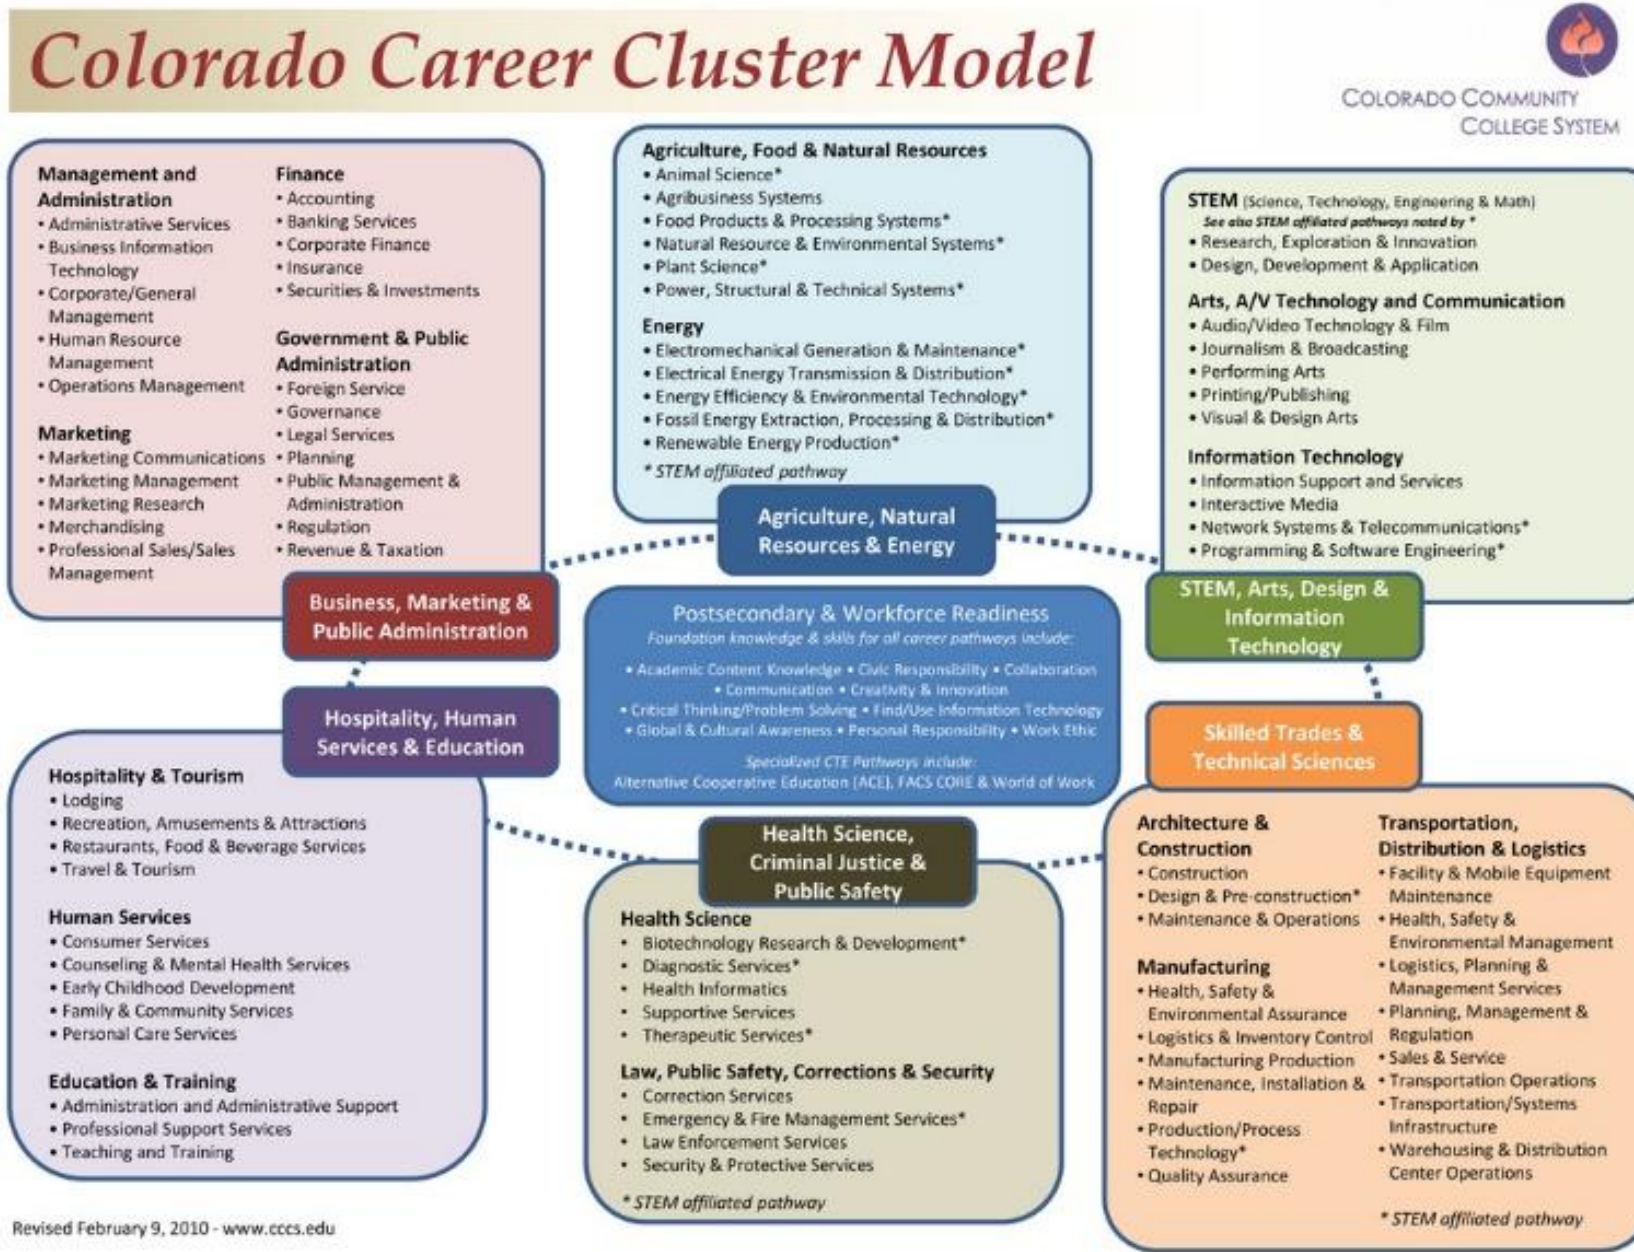 Colorado Career Cluster Model
COLORADO COMMUNITY
COLLEGE SYSTEM
Management and
Administration
• Administrative Services
• Business Information
Technology
• Corporate/General
Management
• Human Resource
Management
• Operations Management
Marketing
• Marketing Communications
• Marketing Management
• Marketing Research
• Merchandising
• Professional Sales/Sales
Management
Finance
• Accounting
• Banking Services
• Corporate Finance
• Insurance
• Securities & Investments
Government & Public
Administration
• Foreign Service
• Governance
• Legal Services
• Planning
• Public Management &
Administration
• Regulation
• Revenue & Taxation
Business, Marketing &
Public Administration
Agriculture, Food & Natural Resources
• Animal Science*
• Agribusiness Systems
• Food Products & Processing Systems*
• Natural Resource & Environmental Systems*
• Plant Science*
• Power, Structural & Technical Systems*
Energy
• Electromechanical Generation & Maintenance*
• Electrical Energy Transmission & Distribution*
• Energy Efficiency & Environmental Technology*
• Fossil Energy Extraction, Processing & Distribution*
• Renewable Energy Production*
* STEM affiliated pathway
Agriculture, Natural
Resources & Energy
STEM (Science, Technology, Engineering & Math)
See also STEM affiliated pathways noted by *
• Research, Exploration & Innovation
• Design, Development & Application
Arts, A/V Technology and Communication
• Audio/Video Technology & Film
• Journalism & Broadcasting
• Performing Arts
• Printing/Publishing
• Visual & Design Arts
Information Technology
• Information Support and Services
• Interactive Media
• Network Systems & Telecommunications*
• Programming & Software Engineering*
STEM, Arts, Design &
Information
Technology
Postsecondary & Workforce Readiness
Foundation knowledge & skills for all career pathways include:
• Academic Content Knowledge • Civic Responsibility • Collaboration
• Communication • Creativity & Innovation
• Critical Thinking/Problem Solving • Find/Use Information Technology
• Global & Cultural Awareness • Personal Responsibility • Work Ethic
Specialized CTE Pathways include:
Alternative Cooperative Education (ACE), FACS CORE & World of Work
Hospitality, Human
Services & Education
Hospitality & Tourism
• Lodging
• Recreation, Amusements & Attractions
• Restaurants, Food & Beverage Services
• Travel & Tourism
Human Services
• Consumer Services
• Counseling & Mental Health Services
• Early Childhood Development
• Family & Community Services
• Personal Care Services
Education & Training
• Administration and Administrative Support
• Professional Support Services
• Teaching and Training
Health Science,
Criminal Justice &
Public Safety
Health Science
• Biotechnology Research & Development*
• Diagnostic Services*
• Health Informatics
• Supportive Services
• Therapeutic Services*
Law, Public Safety, Corrections & Security
• Correction Services
• Emergency & Fire Management Services*
• Law Enforcement Services
• Security & Protective Services
* STEM affiliated pathway
Skilled Trades &
Technical Sciences
Architecture &
Construction
• Construction
• Design & Pre-construction*
• Maintenance & Operations
Manufacturing
• Health, Safety &
Environmental Assurance
• Logistics & Inventory Control
• Manufacturing Production
• Maintenance, Installation &
Repair
• Production/Process
Technology*
• Quality Assurance
Transportation,
Distribution & Logistics
• Facility & Mobile Equipment
Maintenance
• Health, Safety &
Environmental Management
• Logistics, Planning &
Management Services
• Planning, Management &
Regulation
• Sales & Service
• Transportation Operations
• Transportation/Systems
Infrastructure
• Warehousing & Distribution
Center Operations
* STEM affiliated pathway
Revised February 9, 2010 - www.cccs.edu